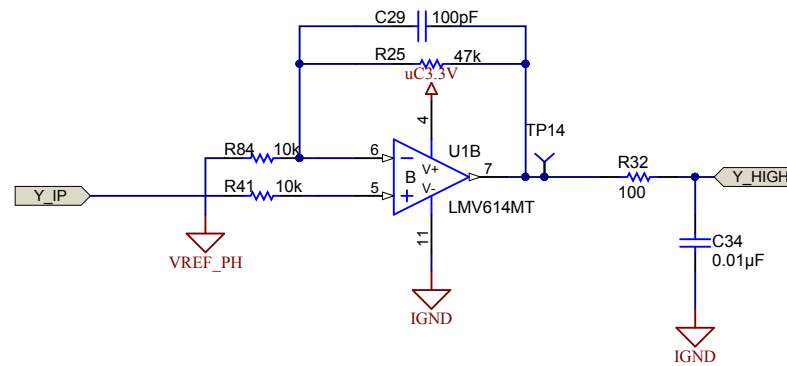 C29 100pF
R25 47k
uC3.3V
4
TP14
R84 10k
6
U1B
V+
7
R32
B
Y_IP
R41 10k
5
V-
100
Y_HIGH
LMV614MT
11
C34
0.01µF
VREF_PH
IGND
IGND